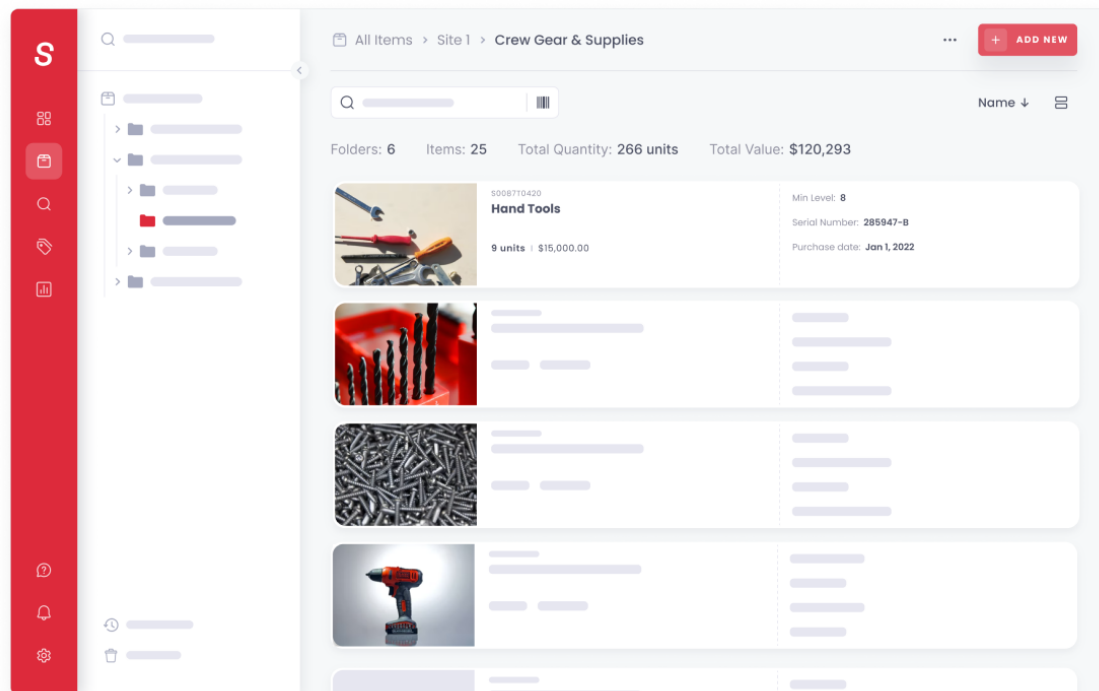 S
All Items > Site 1 > Crew Gear & Supplies
... + ADD NEW
Name ↓
Folders: 6 Items: 25 Total Quantity: 266 units Total Value: $120,293
S0087T0420
Hand Tools
9 units | $15,000.00
Min Level: 8
Serial Number: 285947-B
Purchase date: Jan 1, 2022